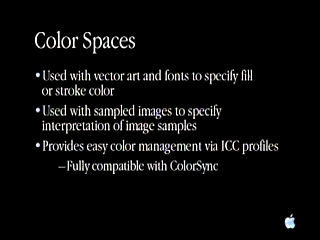 Color Spaces
•Used with vector art and fonts to specify fill
or stroke color
•Used with sampled images to specify
interpretation of image samples
•Provides easy color management via ICC profiles
–Fully compatible with ColorSync